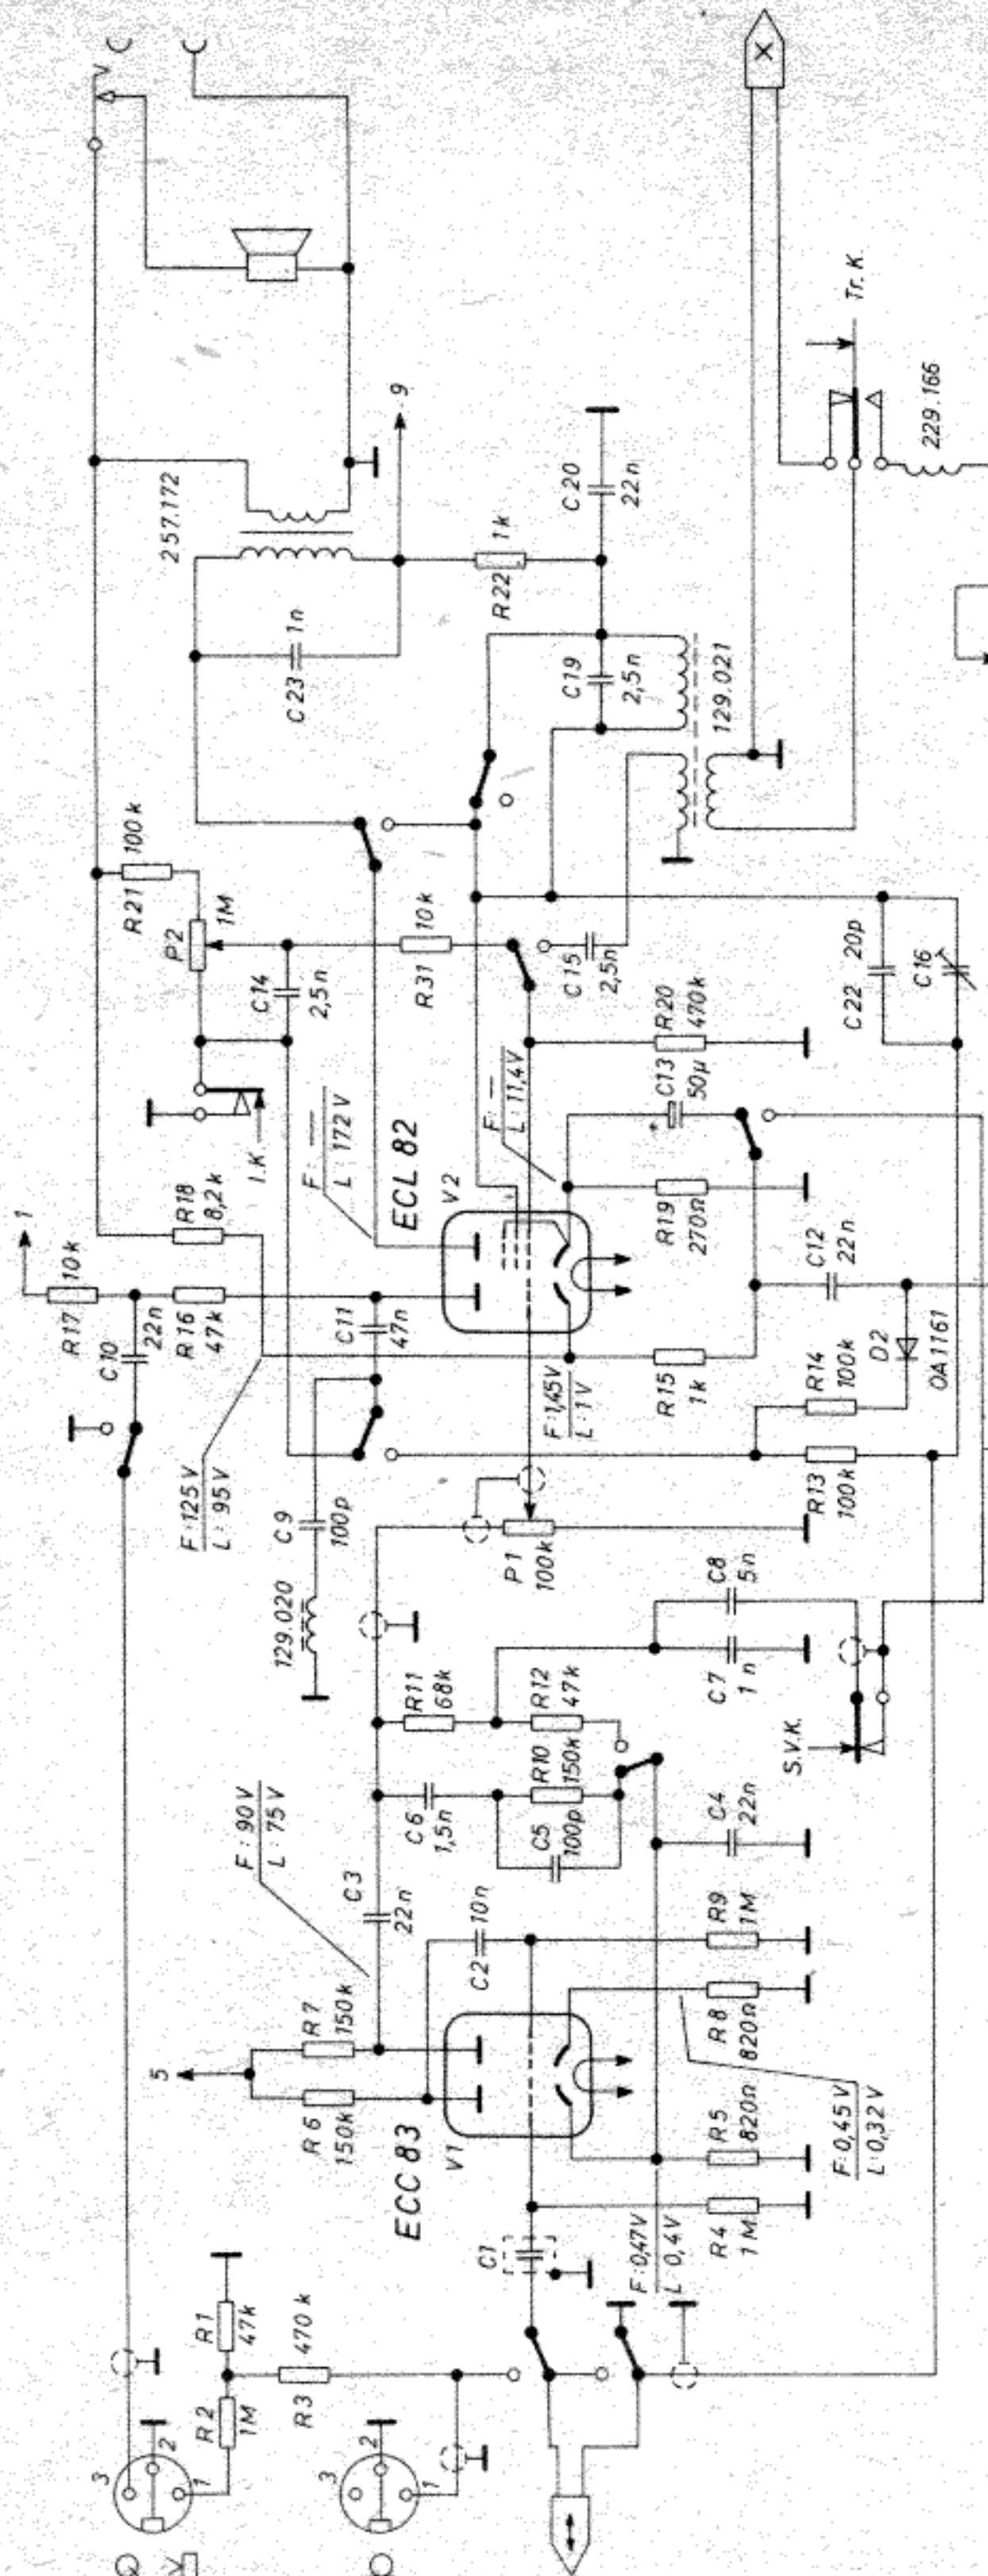 3
2
1
R2
1M
R1
47k
R3
470 k
3
2
1
5
R 6
150k
R 7
150k
F : 90V
L : 75V
ECC 83
V1
C1
C2
10n
C3
22n
F:0,47V
L:0,4V
R4
1M
R5
820Ω
R8
820Ω
R9
1M
F:0,45V
L:0,32V
C6
1,5n
C5
100p
R10
150k
R11
68k
R12
47k
C4
22n
C7
1n
C8
5n
S.V.K.
129.020
C9
100p
P1
100k
F:125V
L: 95V
C10
22n
R17
10k
1
R16
47k
R18
8,2k
C11
47n
I.K.
F: —
L: 172V
ECL 82
V2
F: —
L:11,4V
F:1,45V
L:1V
R15
1k
R13
100k
R14
100k
D2
OA1161
C12
22n
R19
270Ω
C13
50µ
R20
470k
C14
2,5n
P2
1M
R21
100k
R31
10k
C15
2,5n
C22
20p
C16
C23
1n
257.172
9
R22
1k
C19
2,5n
C20
22n
129.021
Tr. K.
229.166
X